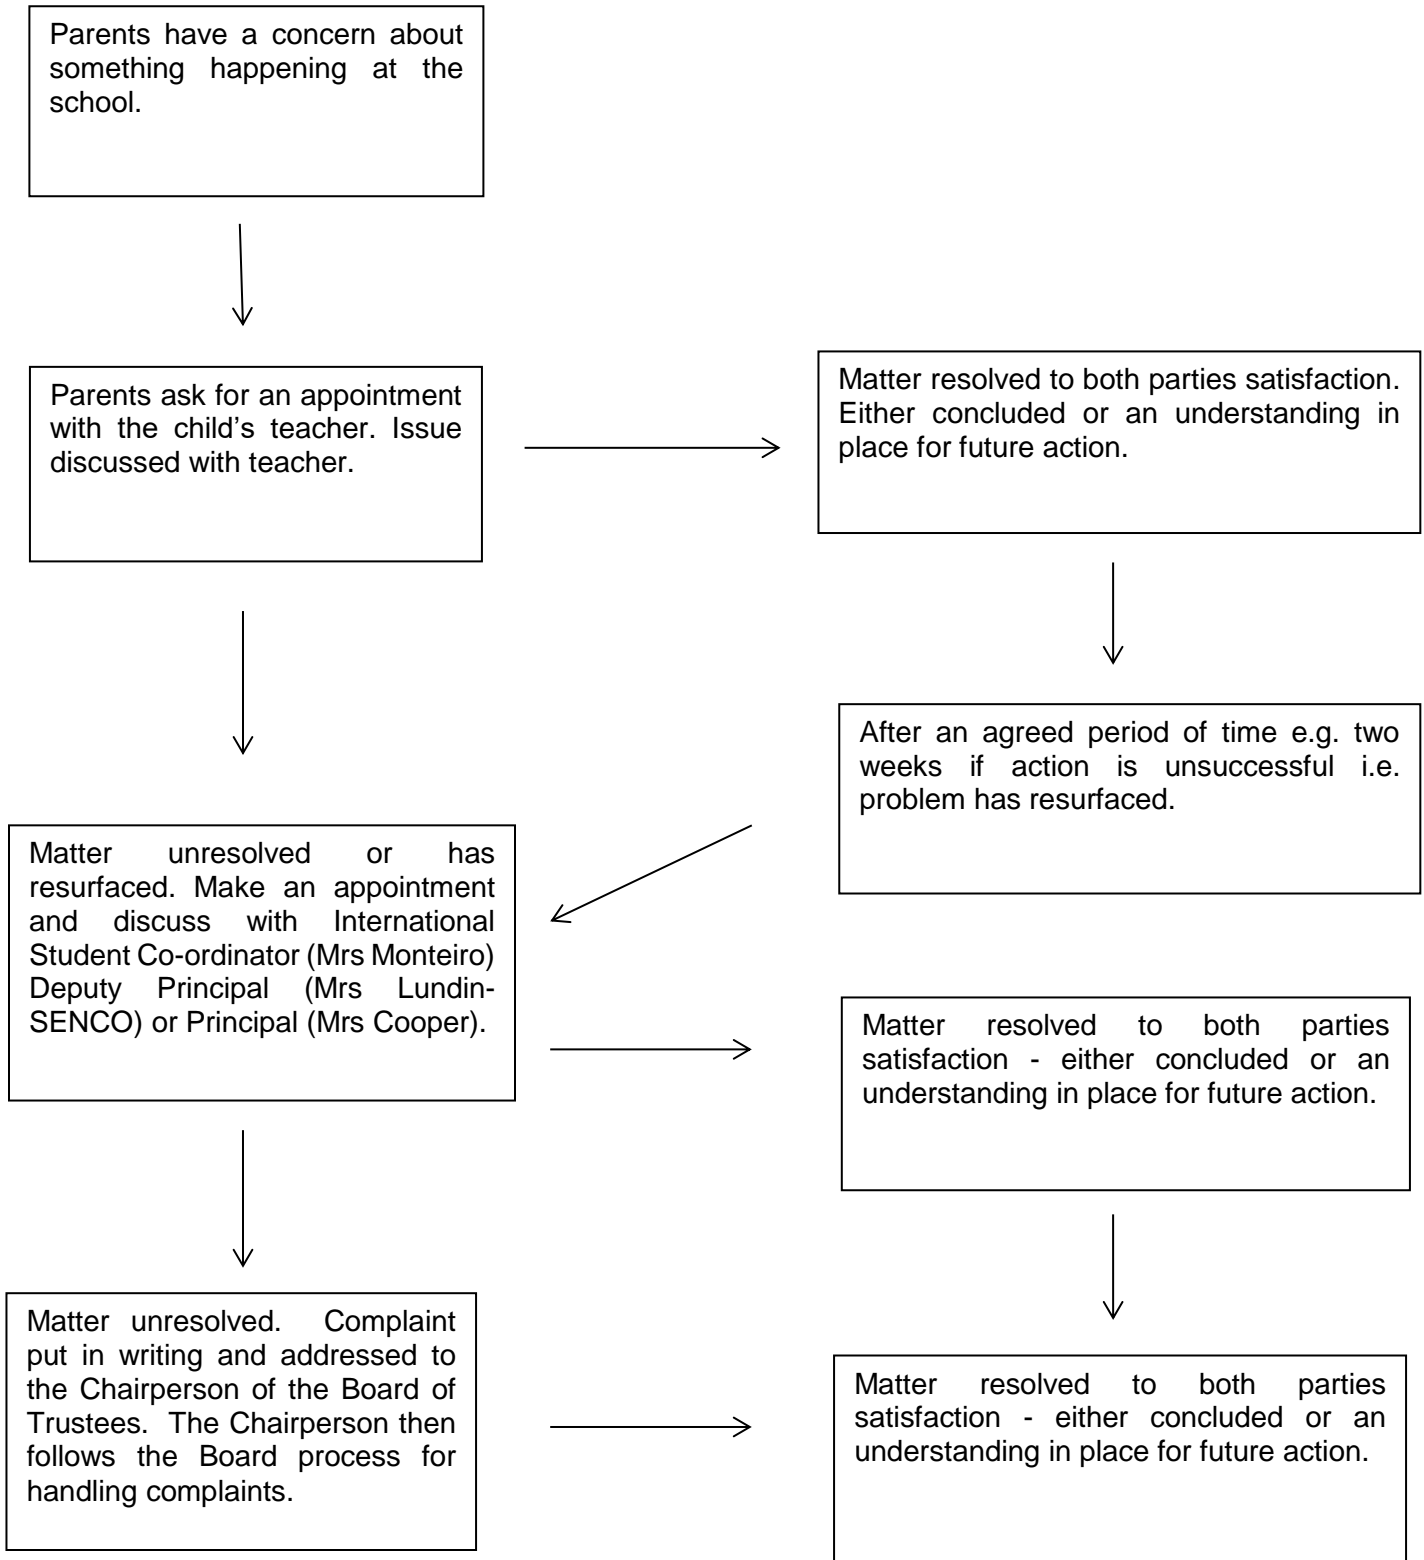 Parents have a concern about
something happening at the
school.
Parents ask for an appointment
with the child’s teacher. Issue
discussed with teacher.
Matter resolved to both parties satisfaction.
Either concluded or an understanding in
place for future action.
After an agreed period of time e.g. two
weeks if action is unsuccessful i.e.
problem has resurfaced.
Matter unresolved or has
resurfaced. Make an appointment
and discuss with International
Student Co-ordinator (Mrs Monteiro)
Deputy Principal (Mrs Lundin-
SENCO) or Principal (Mrs Cooper).
Matter resolved to both parties
satisfaction - either concluded or an
understanding in place for future action.
Matter unresolved. Complaint
put in writing and addressed to
the Chairperson of the Board of
Trustees. The Chairperson then
follows the Board process for
handling complaints.
Matter resolved to both parties
satisfaction - either concluded or an
understanding in place for future action.